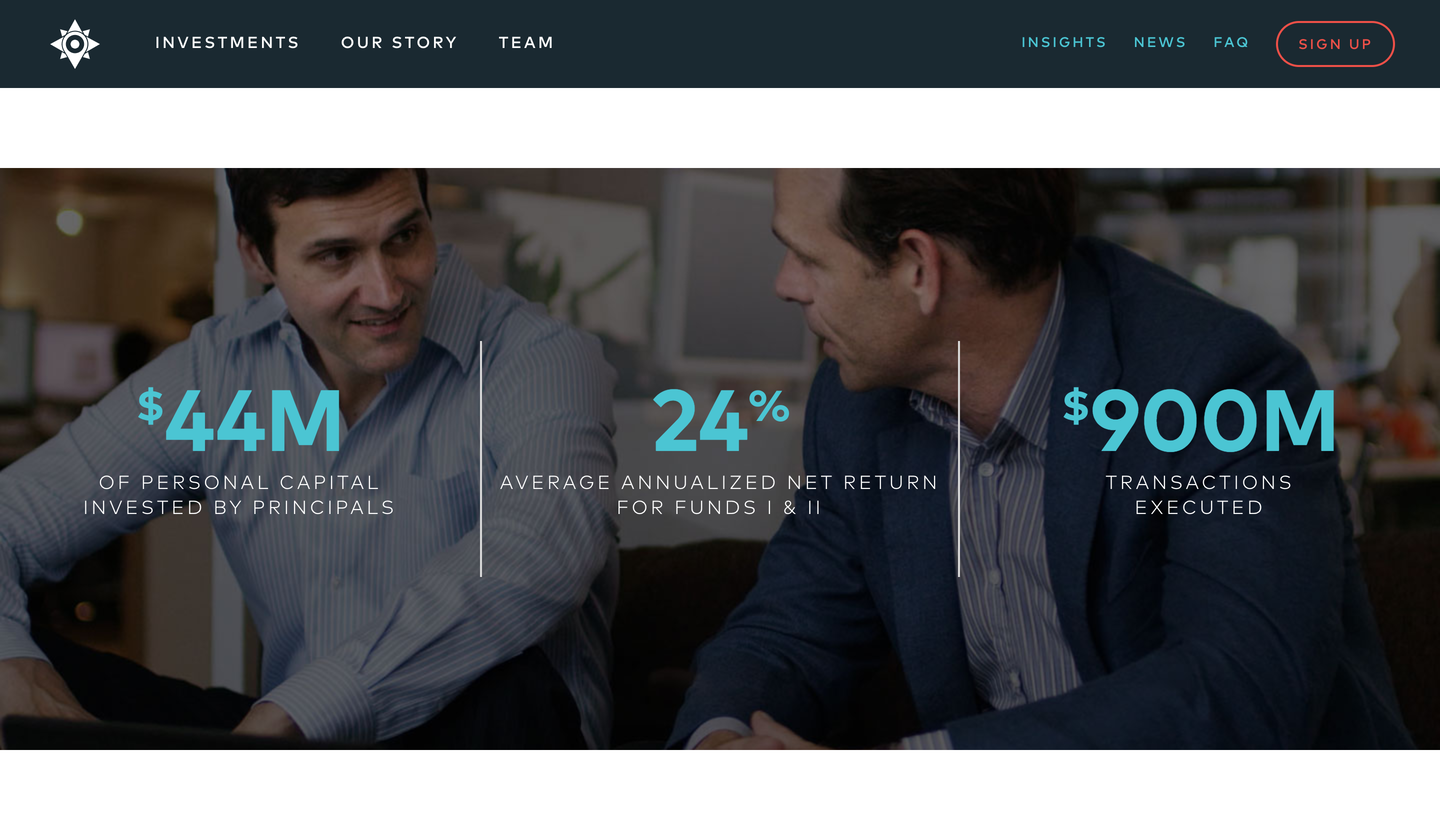 INVESTMENTS OUR STORY TEAM INSIGHTS NEWS FAQ SIGN UP
$44M
OF PERSONAL CAPITAL
INVESTED BY PRINCIPALS
24%
AVERAGE ANNUALIZED NET RETURN
FOR FUNDS I & II
$900M
TRANSACTIONS
EXECUTED